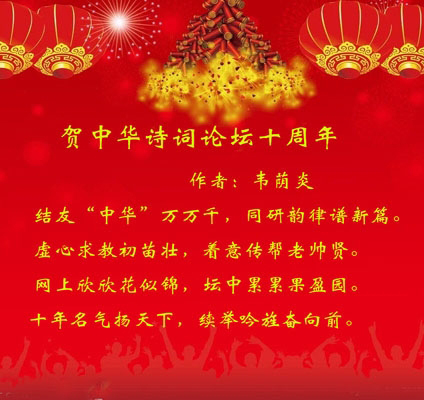 贺中华诗词论坛十周年
作者：韦荫炎
结友“中华”万万千，同研韵律谱新篇。
虚心求教初苗壮，着意传帮老帅贤。
网上欣欣花似锦，坛中累累果盈园。
十年名气扬天下，续举吟旌奋向前。